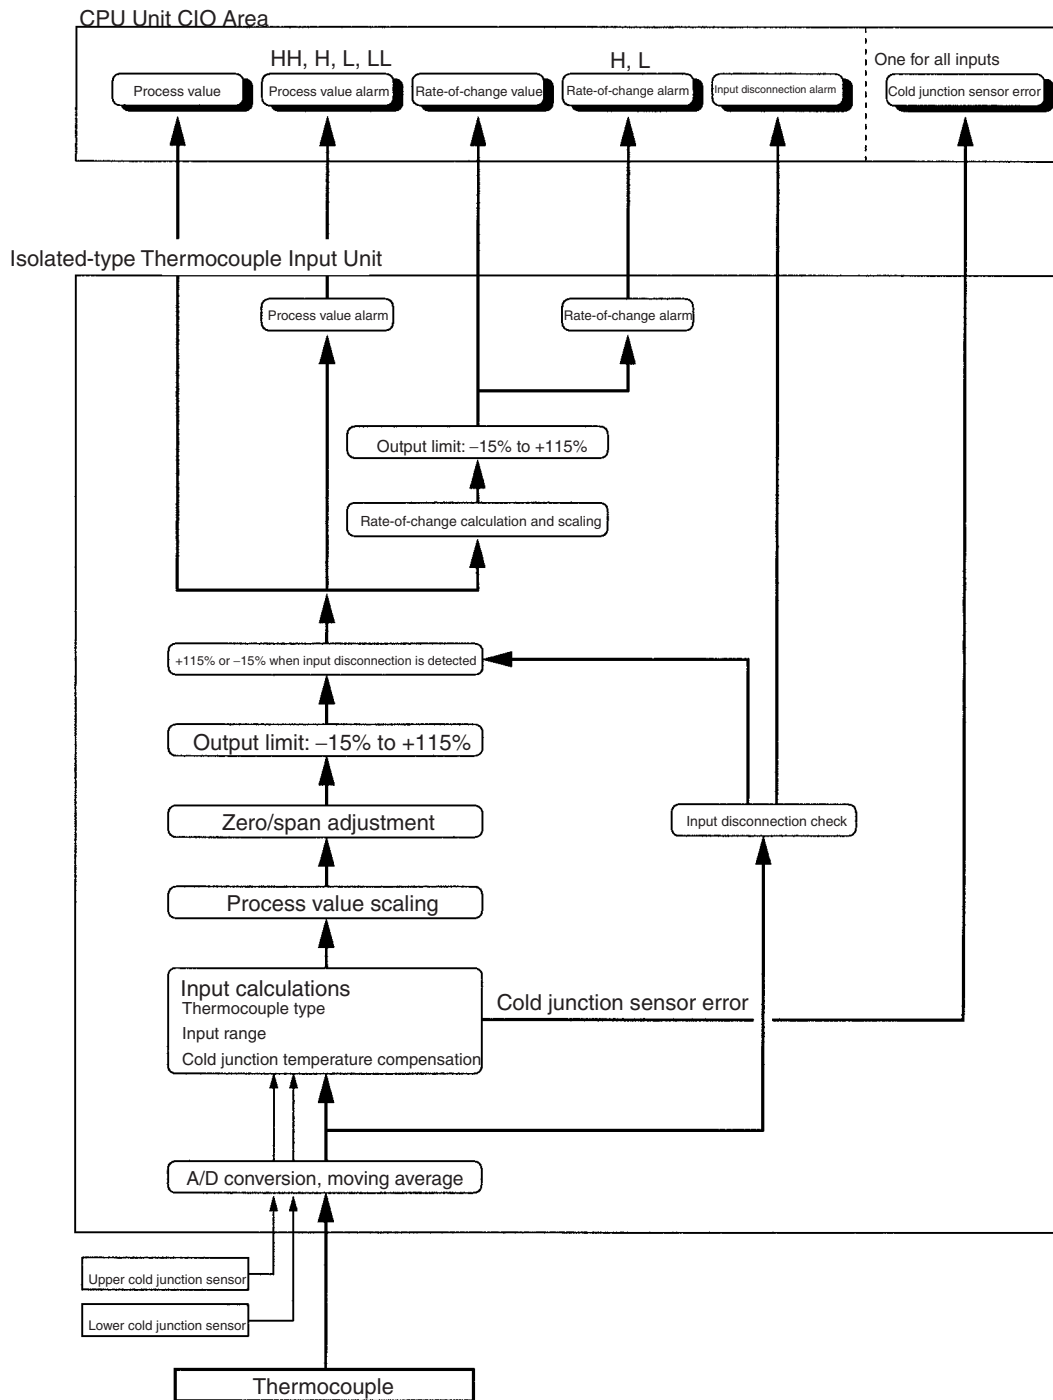 CPU Unit CIO Area
HH, H, L, LL
H, L
One for all inputs
Process value
Process value alarm
Rate-of-change value
Rate-of-change alarm
Input disconnection alarm
Cold junction sensor error
Isolated-type Thermocouple Input Unit
Process value alarm
Rate-of-change alarm
Output limit: –15% to +115%
Rate-of-change calculation and scaling
+115% or –15% when input disconnection is detected
Output limit: –15% to +115%
Zero/span adjustment
Input disconnection check
Process value scaling
Input calculations
Thermocouple type
Input range
Cold junction temperature compensation
Cold junction sensor error
A/D conversion, moving average
Upper cold junction sensor
Lower cold junction sensor
Thermocouple